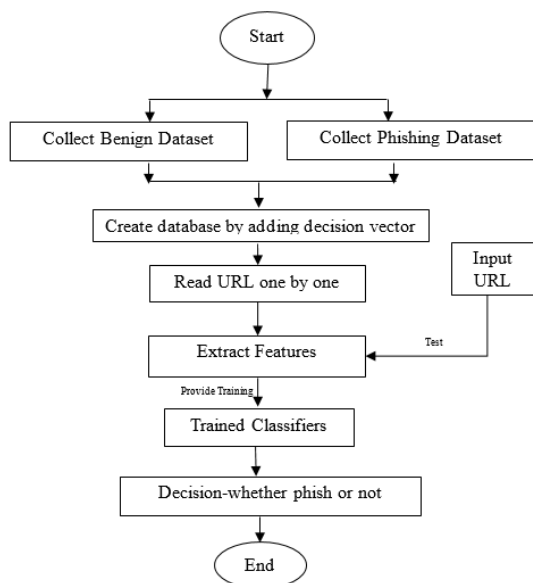 Start
Collect Benign Dataset
Collect Phishing Dataset
Create database by adding decision vector
Read URL one by one
Input
URL
Extract Features
Test
Provide Training
Trained Classifiers
Decision-whether phish or not
End